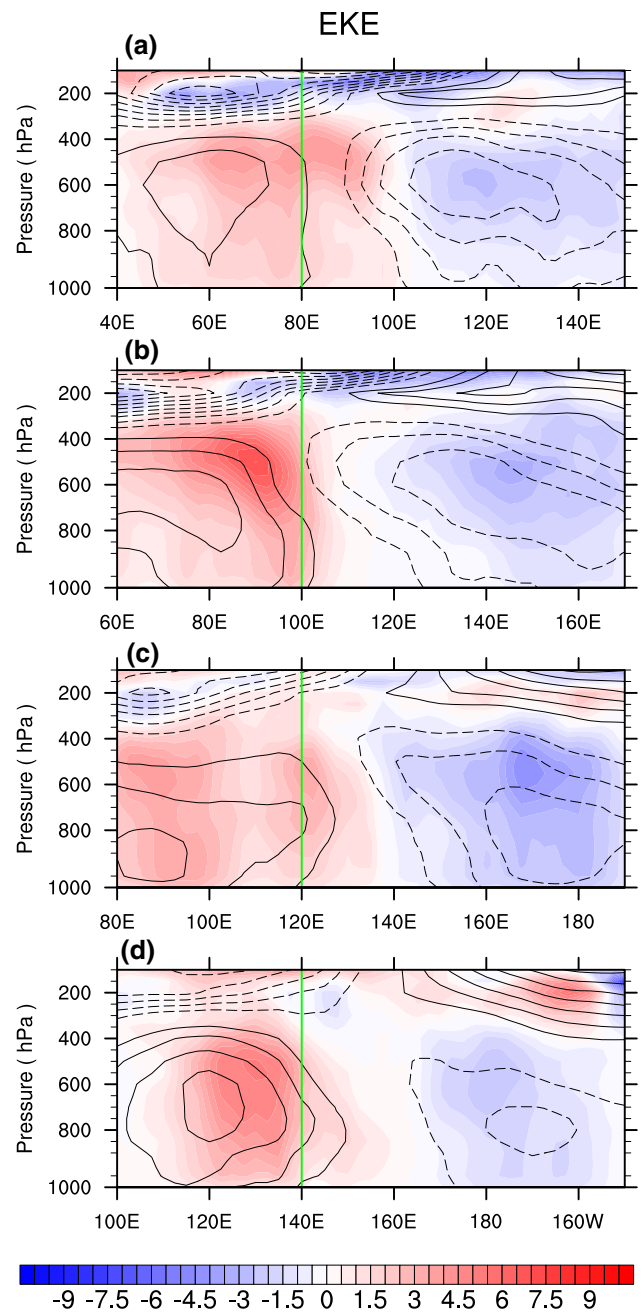 EKE
(a)
Pressure ( hPa )
200
400
600
800
1000
40E 60E 80E 100E 120E 140E
(b)
Pressure ( hPa )
200
400
600
800
1000
60E 80E 100E 120E 140E 160E
(c)
Pressure ( hPa )
200
400
600
800
1000
80E 100E 120E 140E 160E 180
(d)
Pressure ( hPa )
200
400
600
800
1000
100E 120E 140E 160E 180 160W
-9 -7.5 -6 -4.5 -3 -1.5 0 1.5 3 4.5 6 7.5 9